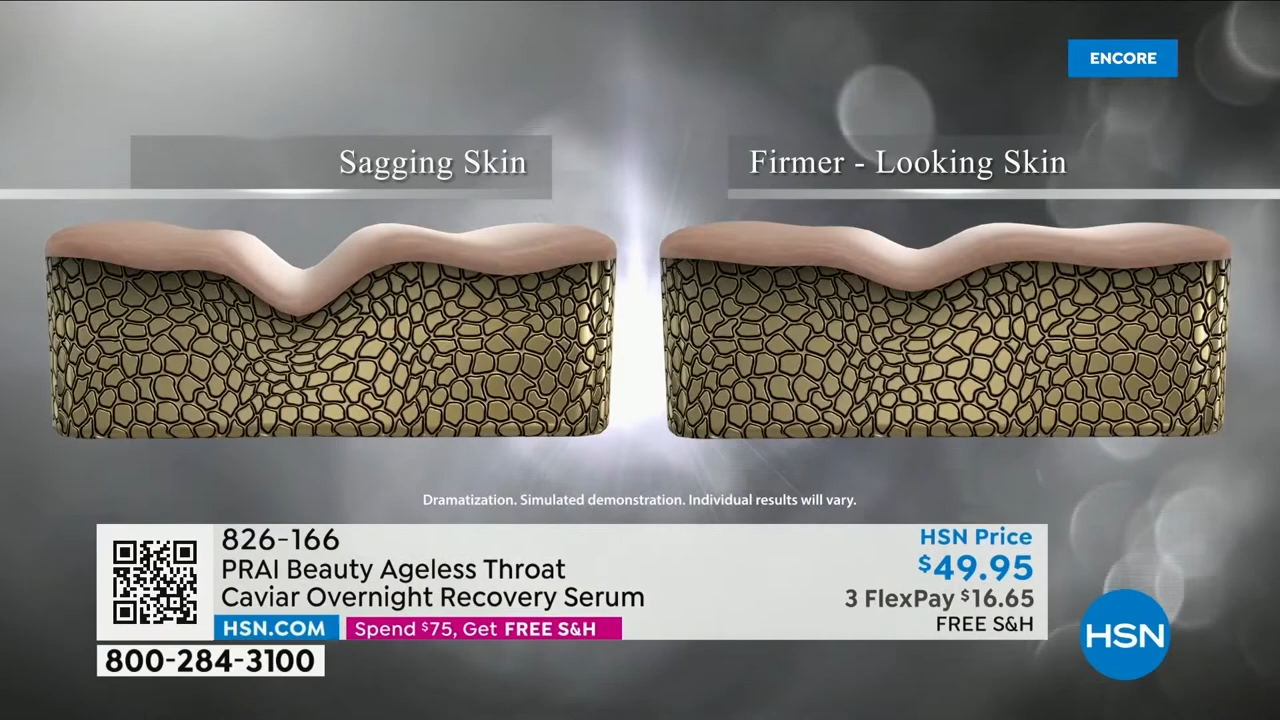 ENCORE
Sagging Skin
Firmer - Looking Skin
Dramatization. Simulated demonstration. Individual results will vary.
826-166
PRAI Beauty Ageless Throat
Caviar Overnight Recovery Serum
HSN.COM
Spend $75, Get FREE S&H
800-284-3100
HSN Price
$49.95
3 FlexPay $16.65
FREE S&H
HSN